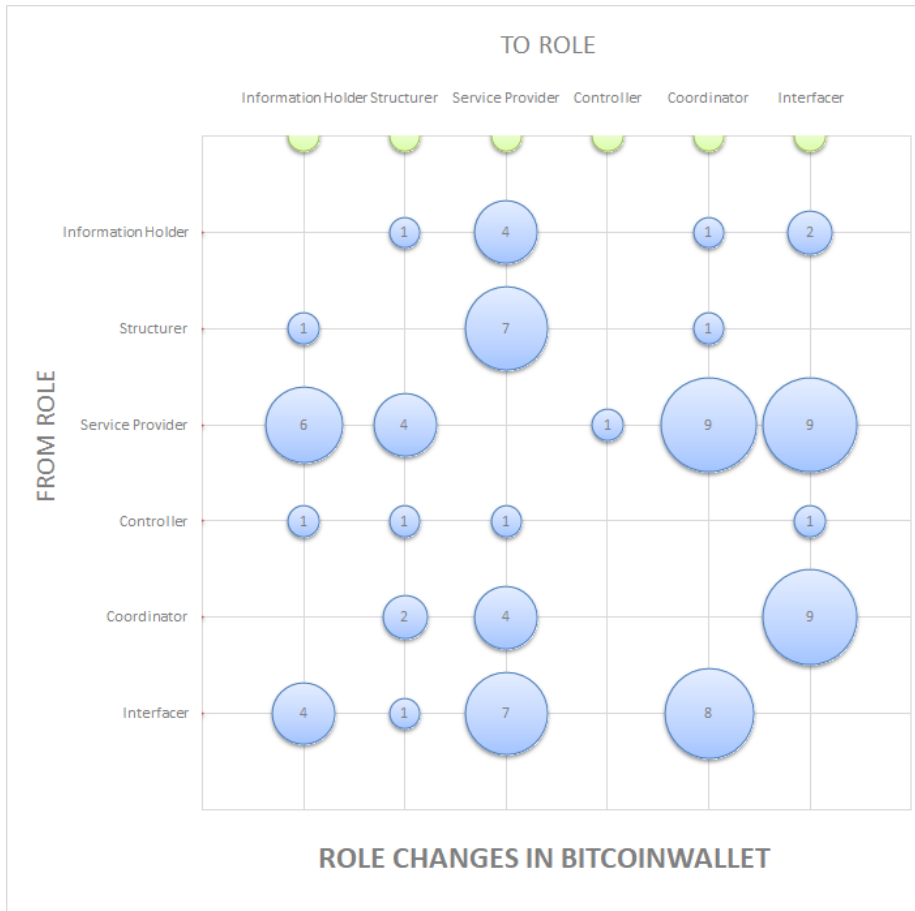 TO ROLE
Information Holder Structurer Service Provider Controller Coordinator Interfacer
Information Holder 1 4 1 2
Structurer 1 7 1
Service Provider 6 4 1 9 9
FROM ROLE
Controller 1 1 1 1
Coordinator 2 4 9
Interfacer 4 1 7 8
ROLE CHANGES IN BITCOINWALLET